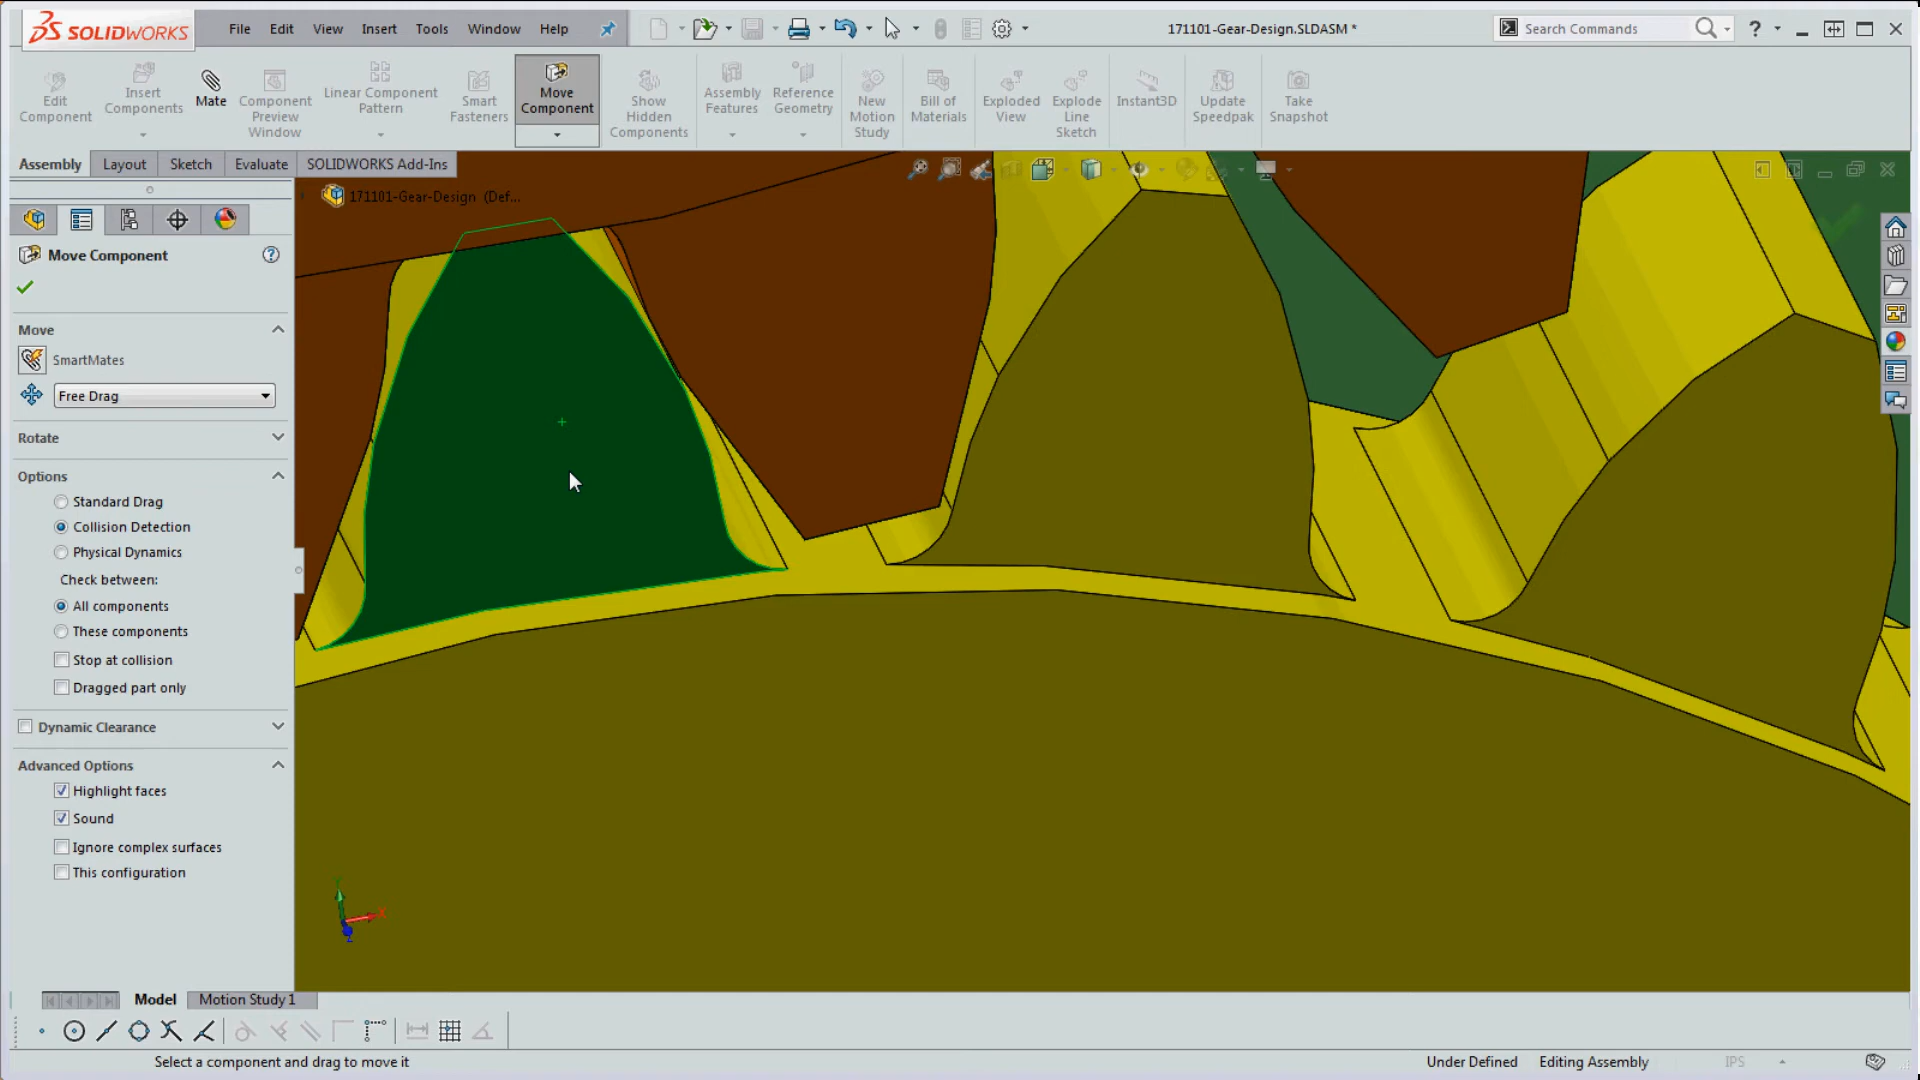 SOLIDWORKS File Edit View Insert Tools Window Help 171101-Gear-Design.SLDASM * Search Commands ?
Edit Component Insert Components Mate Component Preview Window Linear Component Pattern Smart Fasteners Move Component Show Hidden Components Assembly Features Reference Geometry New Motion Study Bill of Materials Exploded View Explode Line Sketch Instant3D Update Speedpak Take Snapshot
Assembly Layout Sketch Evaluate SOLIDWORKS Add-Ins
171101-Gear-Design (Def...
Move Component ?
Move
SmartMates
Free Drag
Rotate
Options
Standard Drag
Collision Detection
Physical Dynamics
Check between:
All components
These components
Stop at collision
Dragged part only
Dynamic Clearance
Advanced Options
Highlight faces
Sound
Ignore complex surfaces
This configuration
Y
X
Z
Model Motion Study 1
Select a component and drag to move it Under Defined Editing Assembly IPS